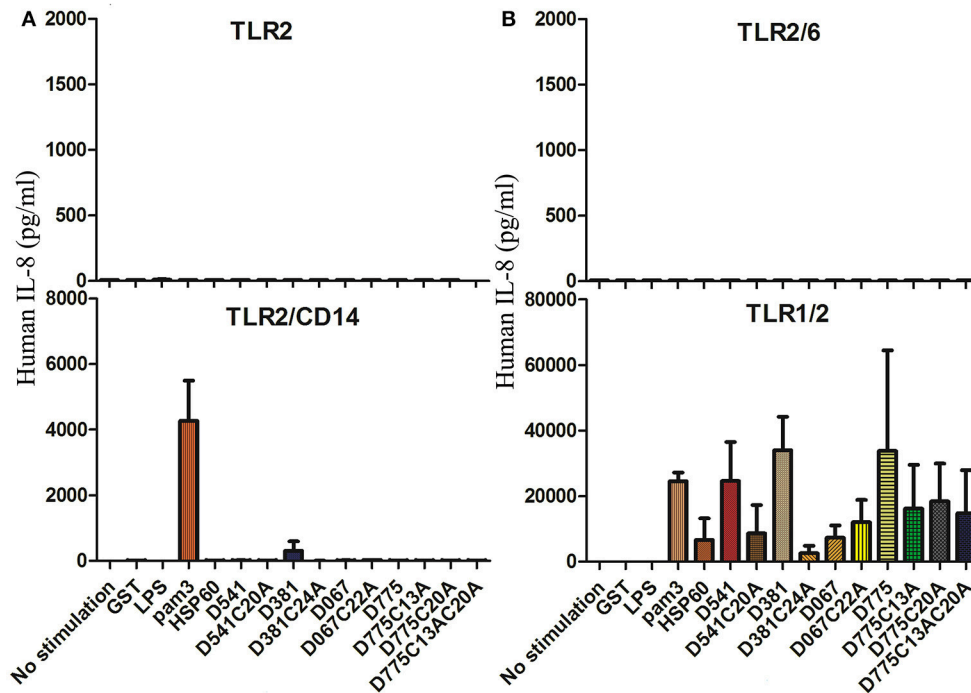 A
TLR2
2000
1500
1000
500
0
Human IL-8 (pg/ml)
TLR2/CD14
8000
6000
4000
2000
0
No stimulation
GST
LPS
pam3
HSP60
D541
D541C20A
D381
D381C24A
D067
D067C22A
D775
D775C13A
D775C20A
D775C13AC20A
B
TLR2/6
2000
1500
1000
500
0
Human IL-8 (pg/ml)
TLR1/2
80000
60000
40000
20000
0
No stimulation
GST
LPS
pam3
HSP60
D541
D541C20A
D381
D381C24A
D067
D067C22A
D775
D775C13A
D775C20A
D775C13AC20A